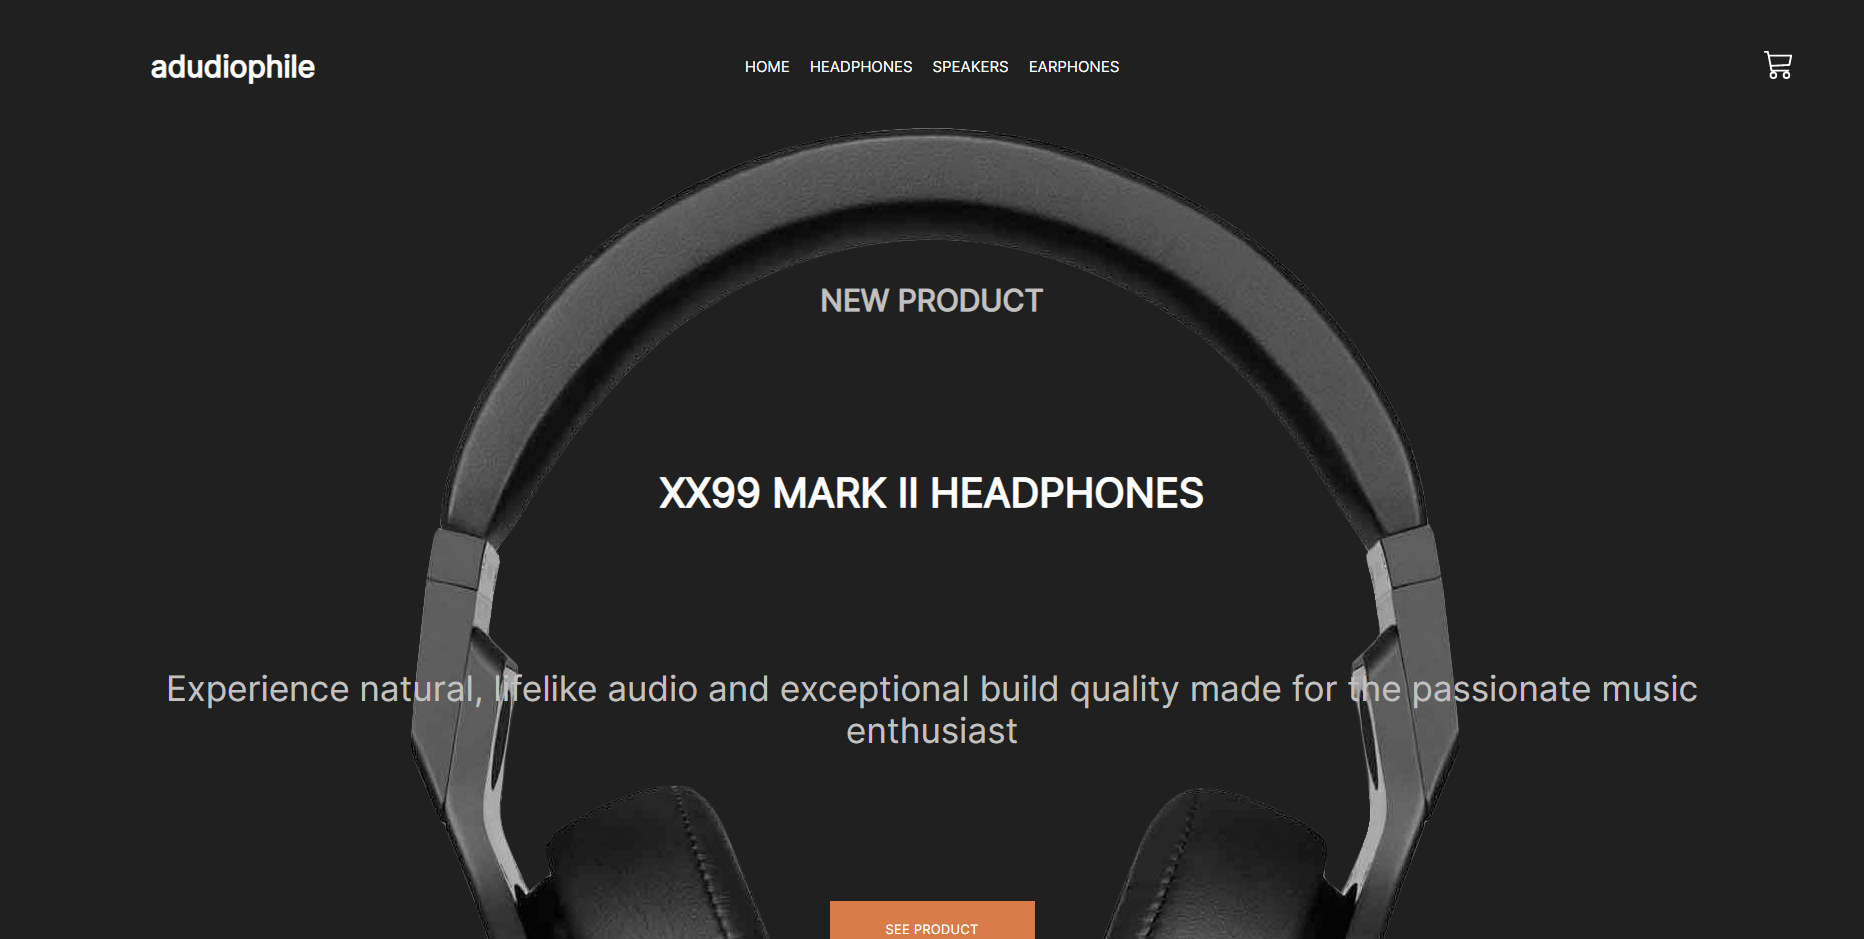 adudiophile
HOME HEADPHONES SPEAKERS EARPHONES
NEW PRODUCT
XX99 MARK II HEADPHONES
Experience natural, lifelike audio and exceptional build quality made for the passionate music
enthusiast
SEE PRODUCT